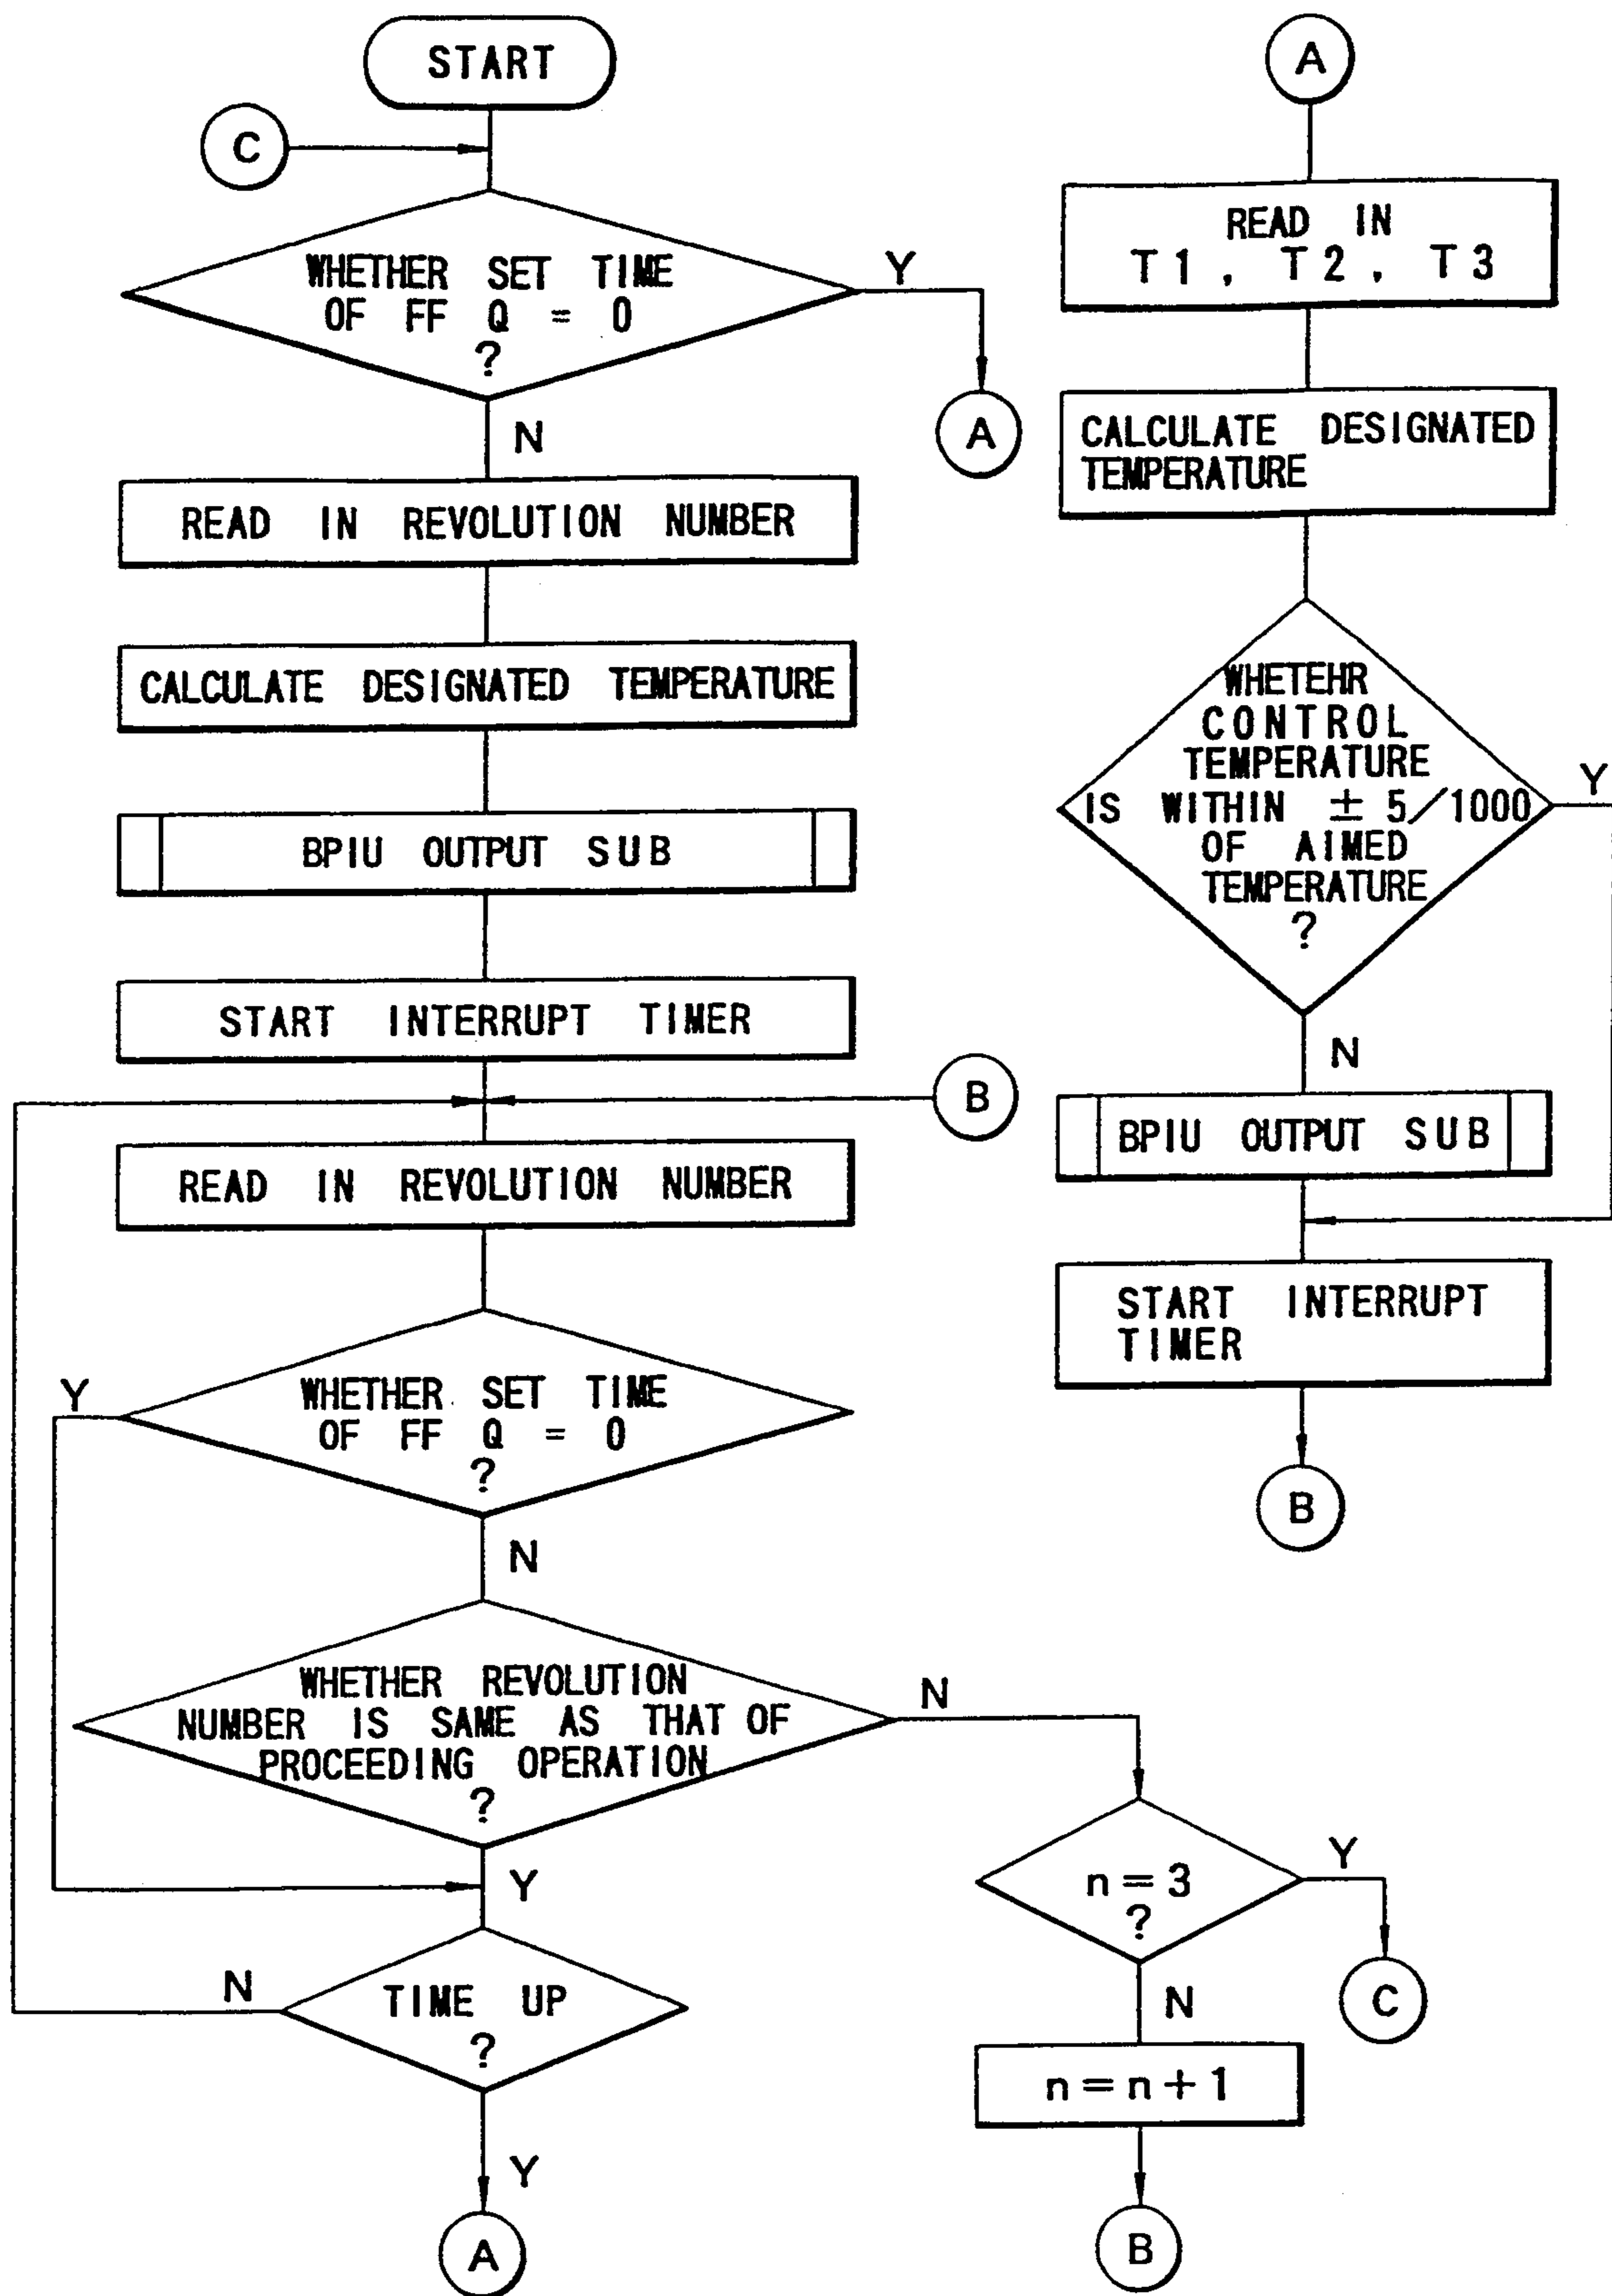 START
C
WHETHER SET TIME
OF FF Q = 0
?
Y
A
N
READ IN REVOLUTION NUMBER
CALCULATE DESIGNATED TEMPERATURE
BPIU OUTPUT SUB
START INTERRUPT TIMER
B
READ IN REVOLUTION NUMBER
WHETHER SET TIME
OF FF Q = 0
?
Y
N
WHETHER REVOLUTION
NUMBER IS SAME AS THAT OF
PROCEEDING OPERATION
?
N
Y
TIME UP
?
N
Y
A
n = 3
?
Y
C
N
n = n + 1
B
A
READ IN
T1, T2, T3
CALCULATE DESIGNATED
TEMPERATURE
WHETEHR
CONTROL
TEMPERATURE
IS WITHIN ± 5/1000
OF AIMED
TEMPERATURE
?
Y
N
BPIU OUTPUT SUB
START INTERRUPT
TIMER
B